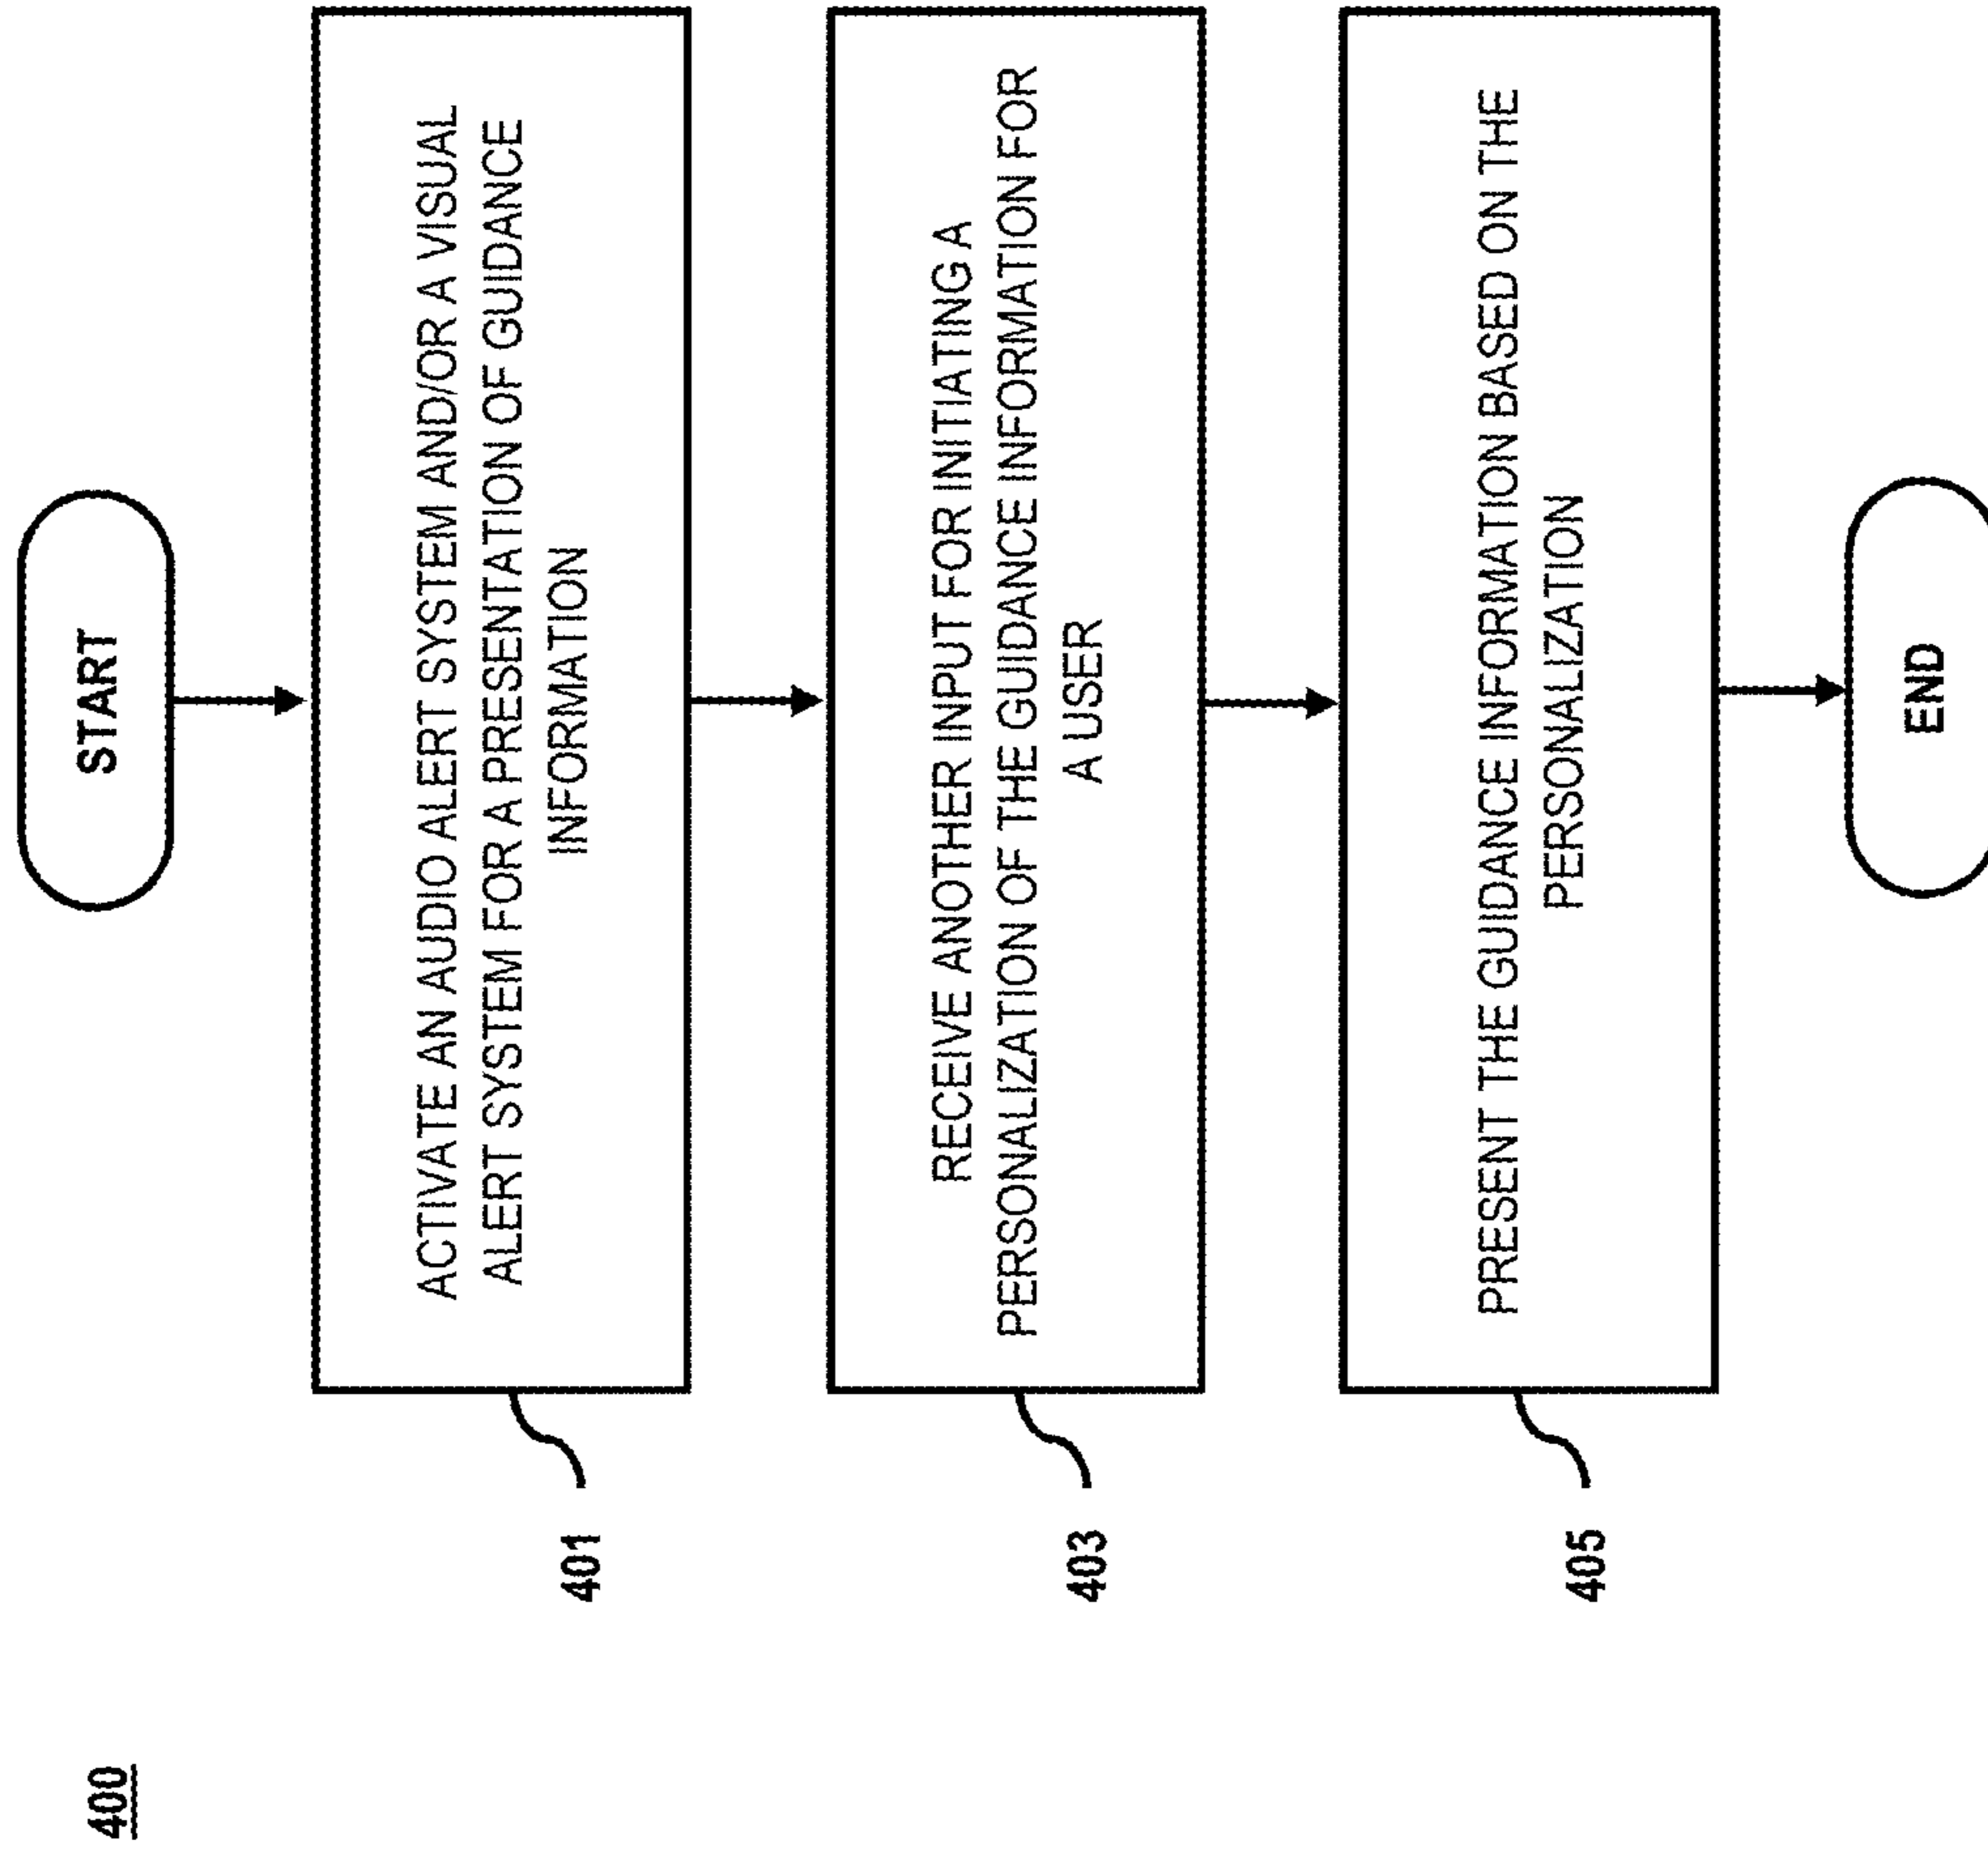 400
START
401
ACTIVATE AN AUDIO ALERT SYSTEM AND/OR A VISUAL
ALERT SYSTEM FOR A PRESENTATION OF GUIDANCE
INFORMATION
403
RECEIVE ANOTHER INPUT FOR INITIATING A
PERSONALIZATION OF THE GUIDANCE INFORMATION FOR
A USER
405
PRESENT THE GUIDANCE INFORMATION BASED ON THE
PERSONALIZATION
END